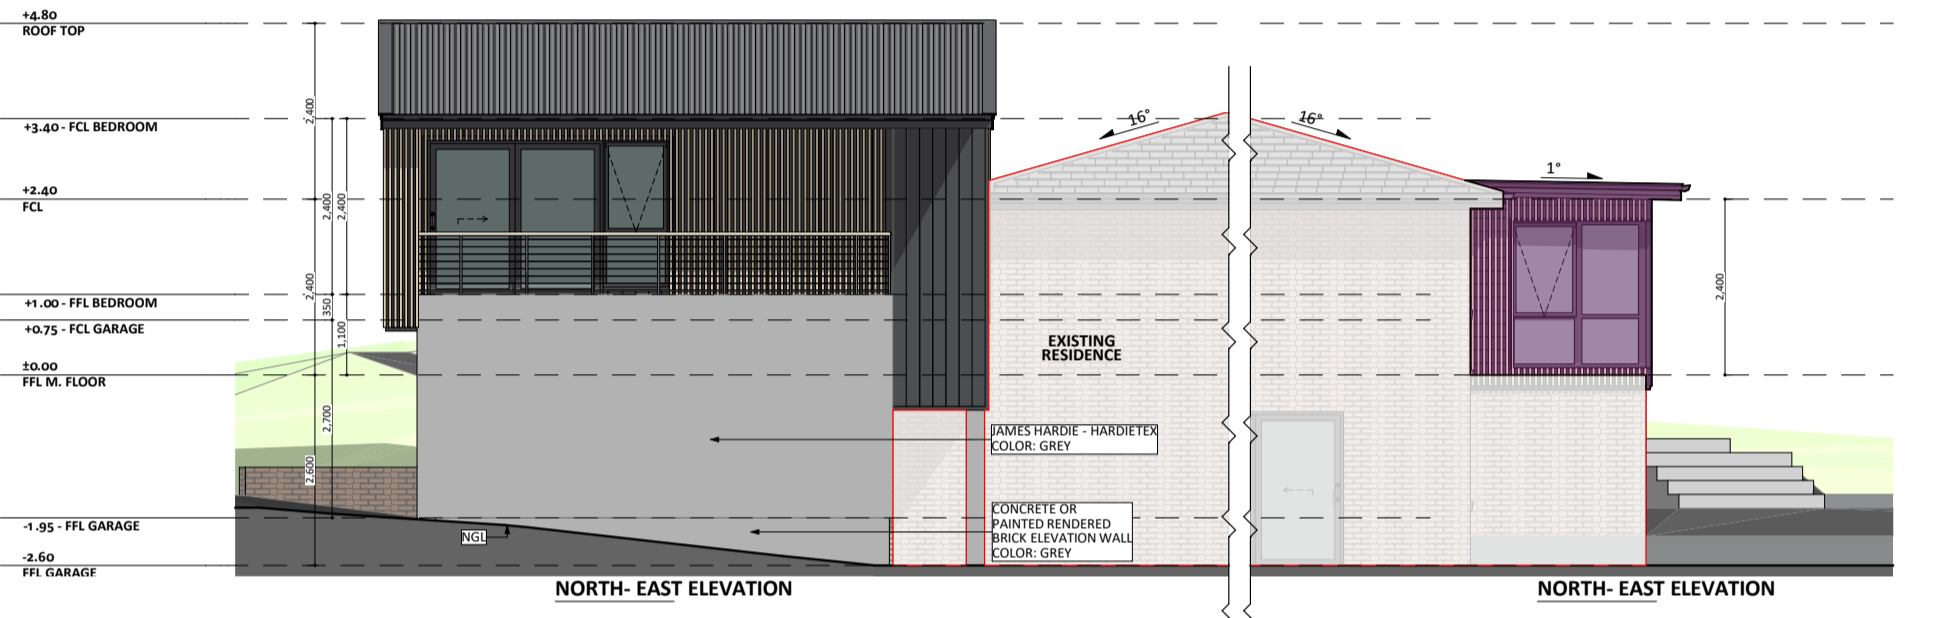 +4.80
ROOF TOP
+3.40 - FCL BEDROOM
+2.40
FCL
+1.00 - FFL BEDROOM
+0.75 - FCL GARAGE
±0.00
FFL M. FLOOR
-1.95 - FFL GARAGE
-2.60
FFL GARAGE
2,400
2,400
2,600
2,400
350
2,700
2,400
1,100
NGL
16°
16°
1°
2,400
EXISTING
RESIDENCE
JAMES HARDIE - HARDIETEX
COLOR: GREY
CONCRETE OR
PAINTED RENDERED
BRICK ELEVATION WALL
COLOR: GREY
NORTH- EAST ELEVATION
NORTH- EAST ELEVATION